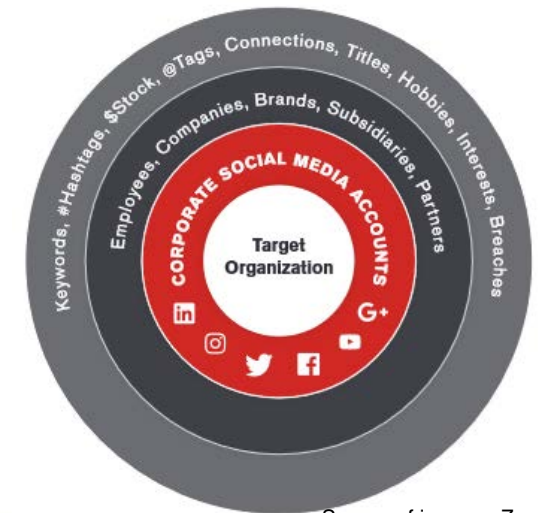 Keywords, #Hashtags, $Stock, @Tags, Connections, Titles, Hobbies, Interests, Breaches
Employees, Companies, Brands, Subsidiaries, Partners
CORPORATE SOCIAL MEDIA ACCOUNTS
Target
Organization
in
G+